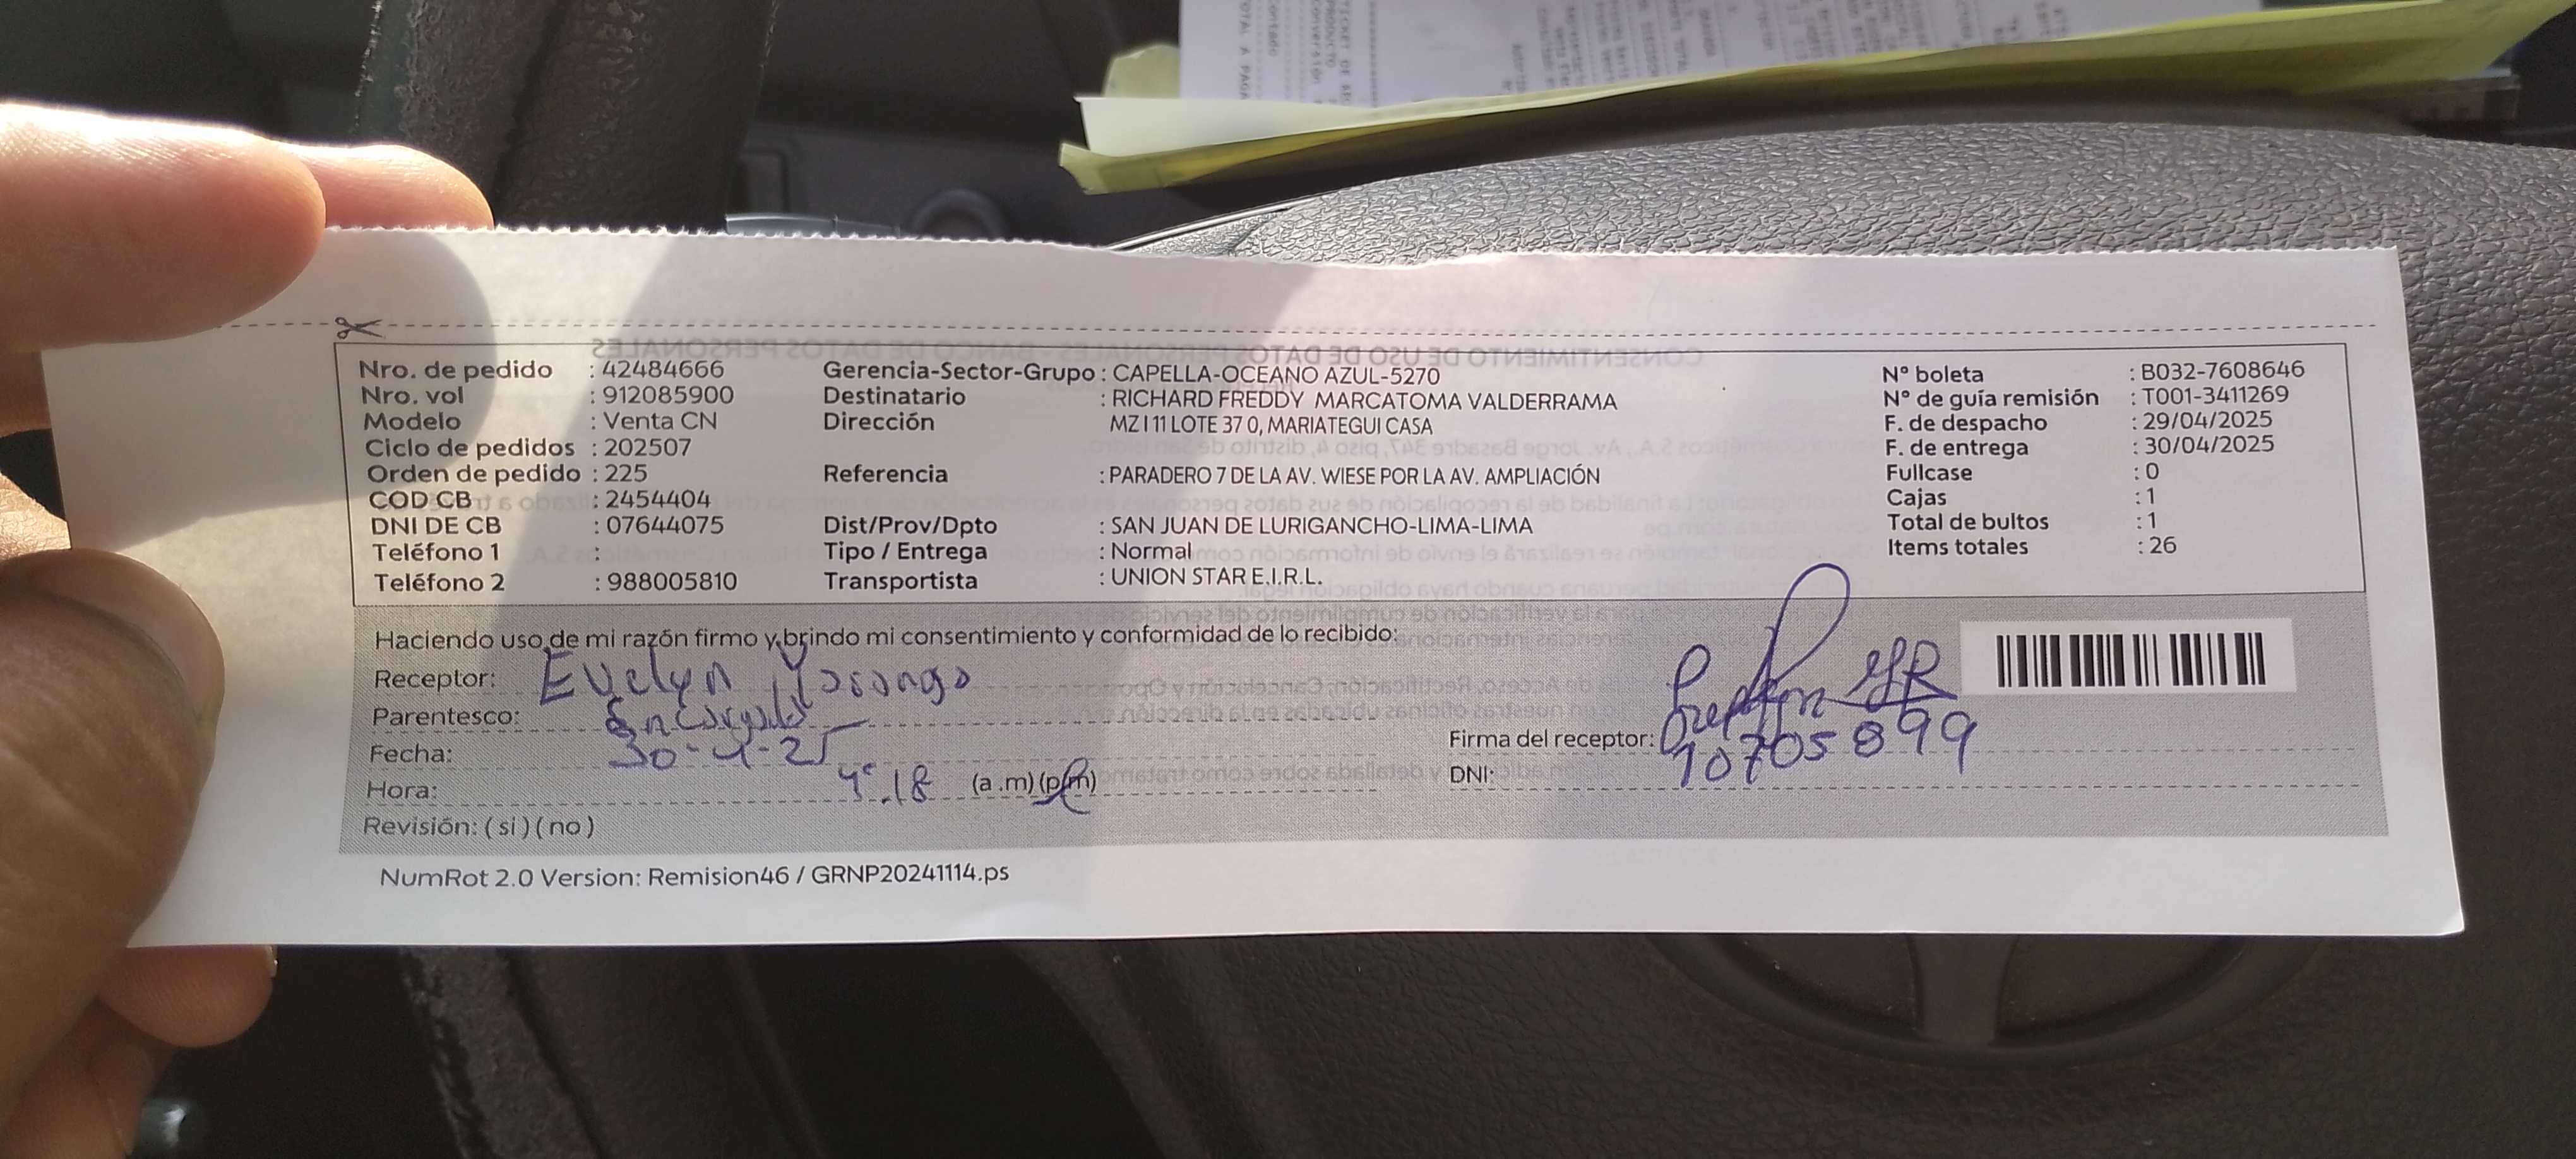 Nro. de pedido : 42484666
Nro. vol : 912085900
Modelo : Venta CN
Ciclo de pedidos : 202507
Orden de pedido : 225
COD CB : 2454404
DNI DE CB : 07644075
Teléfono 1 :
Teléfono 2 : 988005810
Gerencia-Sector-Grupo : CAPELLA-OCEANO AZUL-5270
Destinatario : RICHARD FREDDY MARCATOMA VALDERRAMA
Dirección MZ I 11 LOTE 37 0, MARIATEGUI CASA
Referencia : PARADERO 7 DE LA AV. WIESE POR LA AV. AMPLIACIÓN
Dist/Prov/Dpto : SAN JUAN DE LURIGANCHO-LIMA-LIMA
Tipo / Entrega : Normal
Transportista : UNION STAR E.I.R.L.
N° boleta : B032-7608646
N° de guía remisión : T001-3411269
F. de despacho : 29/04/2025
F. de entrega : 30/04/2025
Fullcase : 0
Cajas : 1
Total de bultos : 1
Items totales : 26
Haciendo uso de mi razón firmo y brindo mi consentimiento y conformidad de lo recibido:
Receptor: Evelyn
Parentesco:
Fecha: 30-4-25
Hora: 4:18 (a.m) (p.m)
Revisión: ( si ) ( no )
Firma del receptor:
DNI: 10705899
NumRot 2.0 Version: Remision46 / GRNP20241114.ps